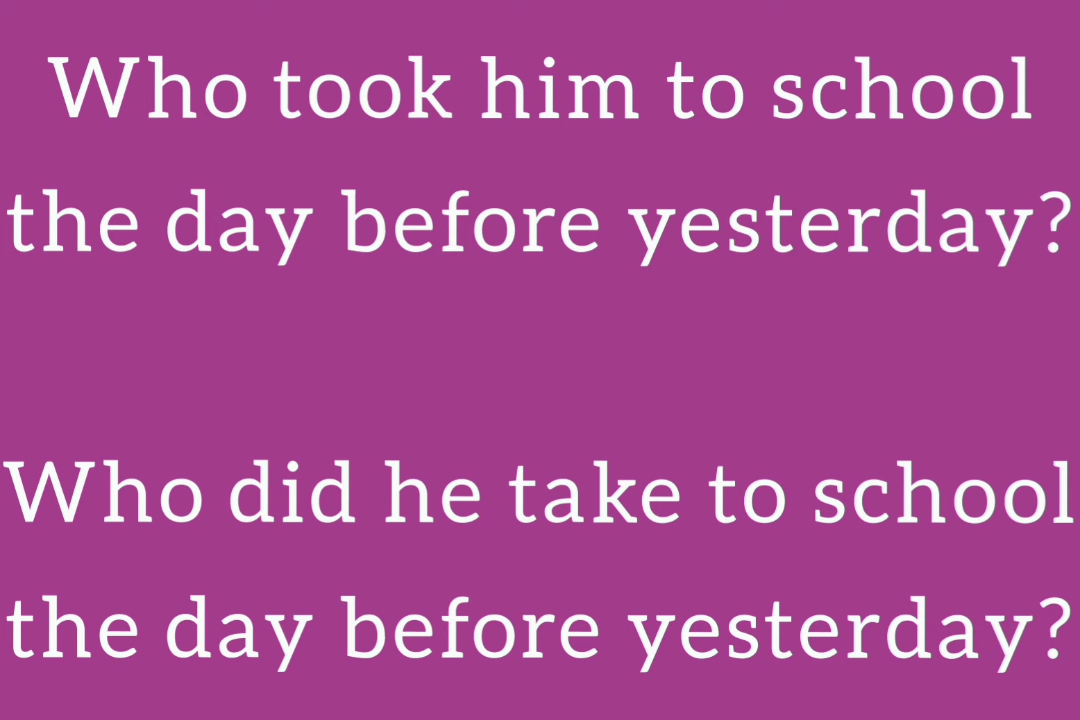 Who took him to school
the day before yesterday?
Who did he take to school
the day before yesterday?